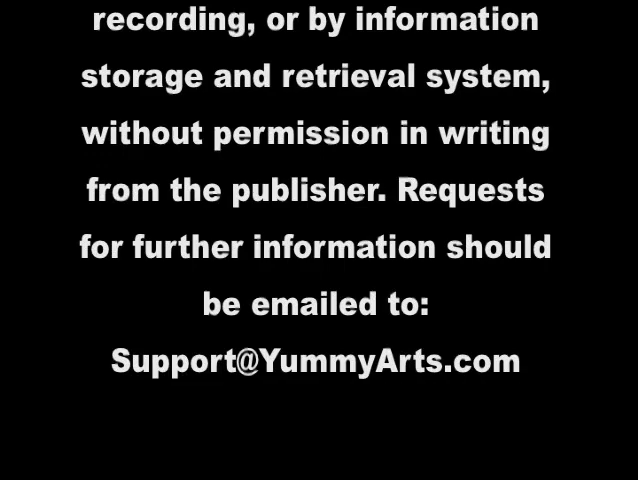 recording, or by information
storage and retrieval system,
without permission in writing
from the publisher. Requests
for further information should
be emailed to:
Support@YummyArts.com